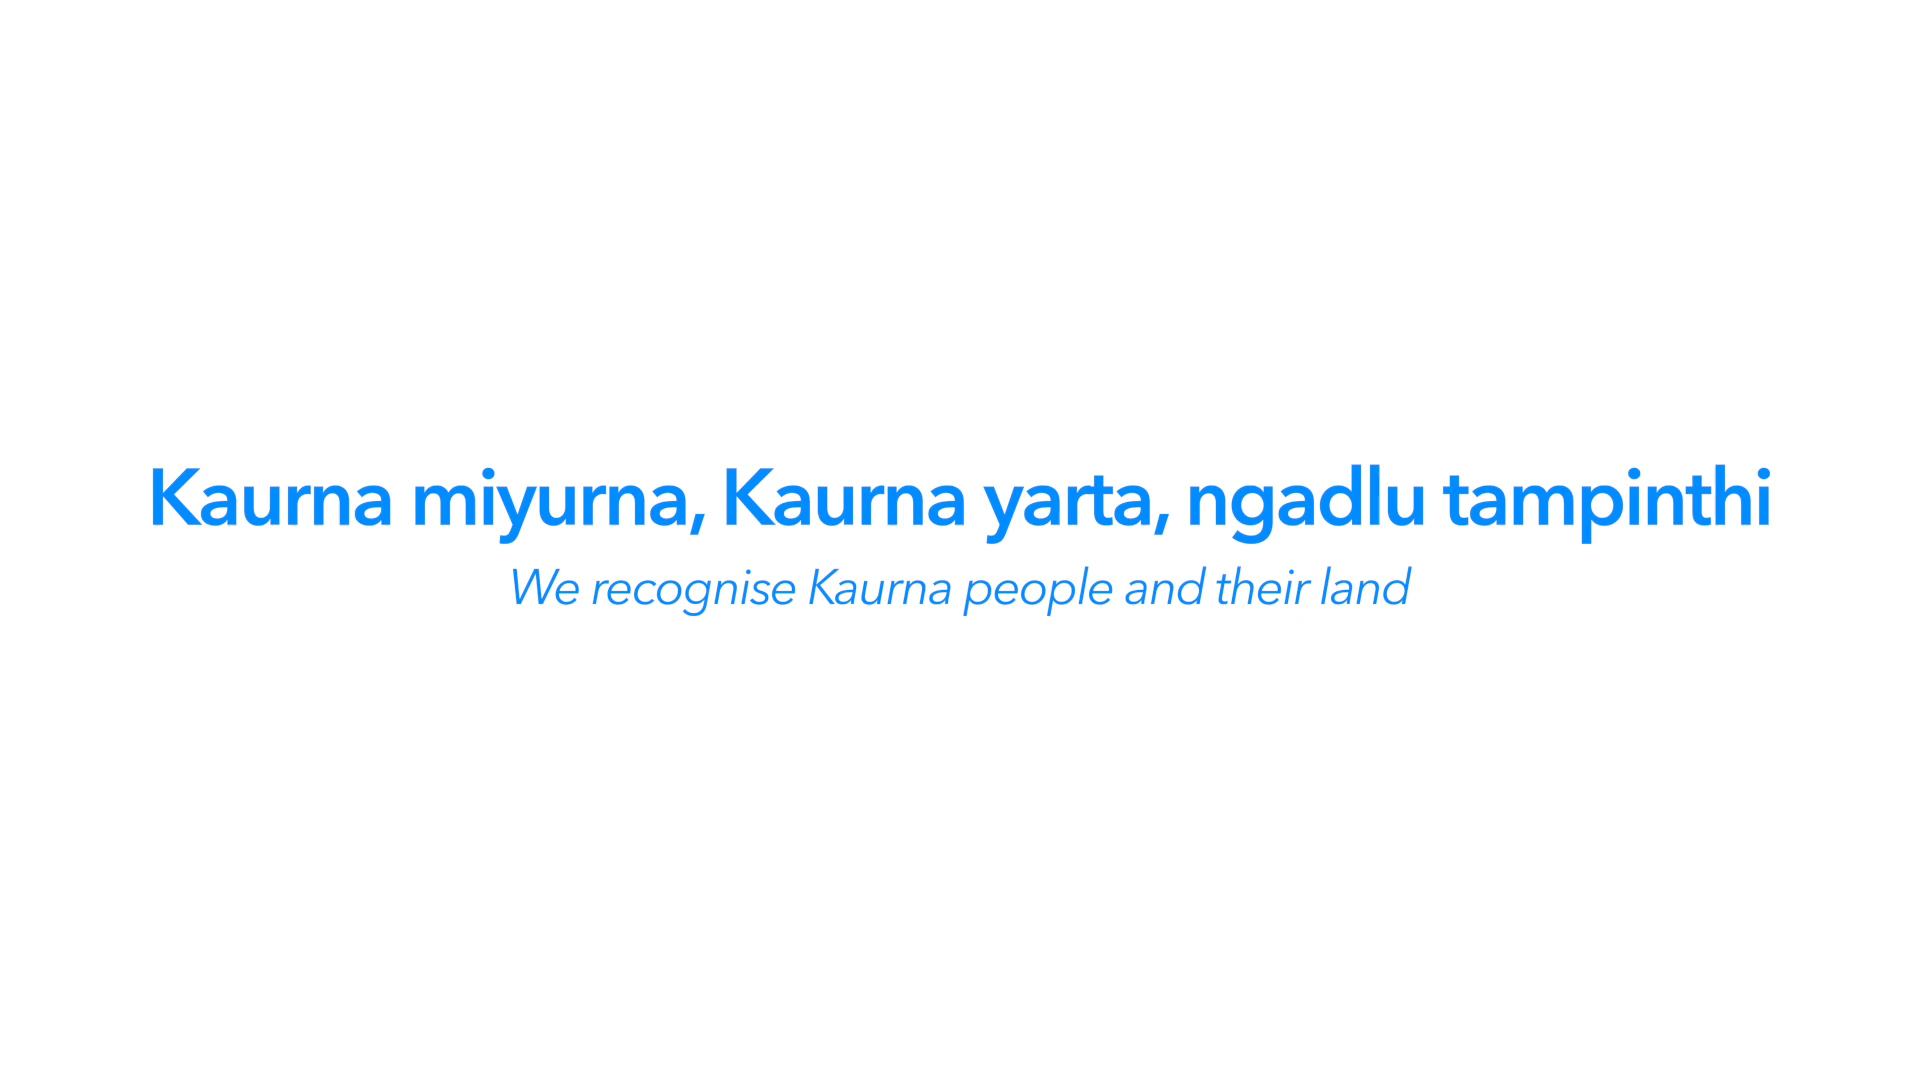 Kaurna miyurna, Kaurna yarta, ngadlu tampinthi
We recognise Kaurna people and their land